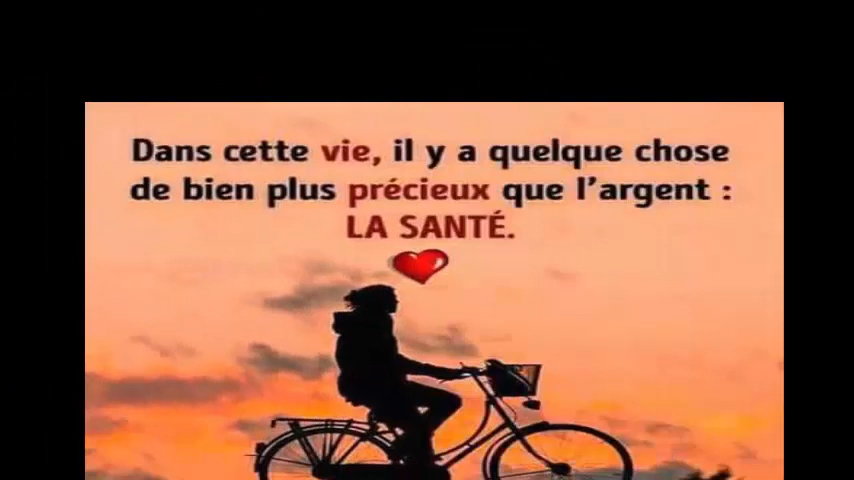 Dans cette vie, il y a quelque chose
de bien plus précieux que l’argent :
LA SANTÉ.